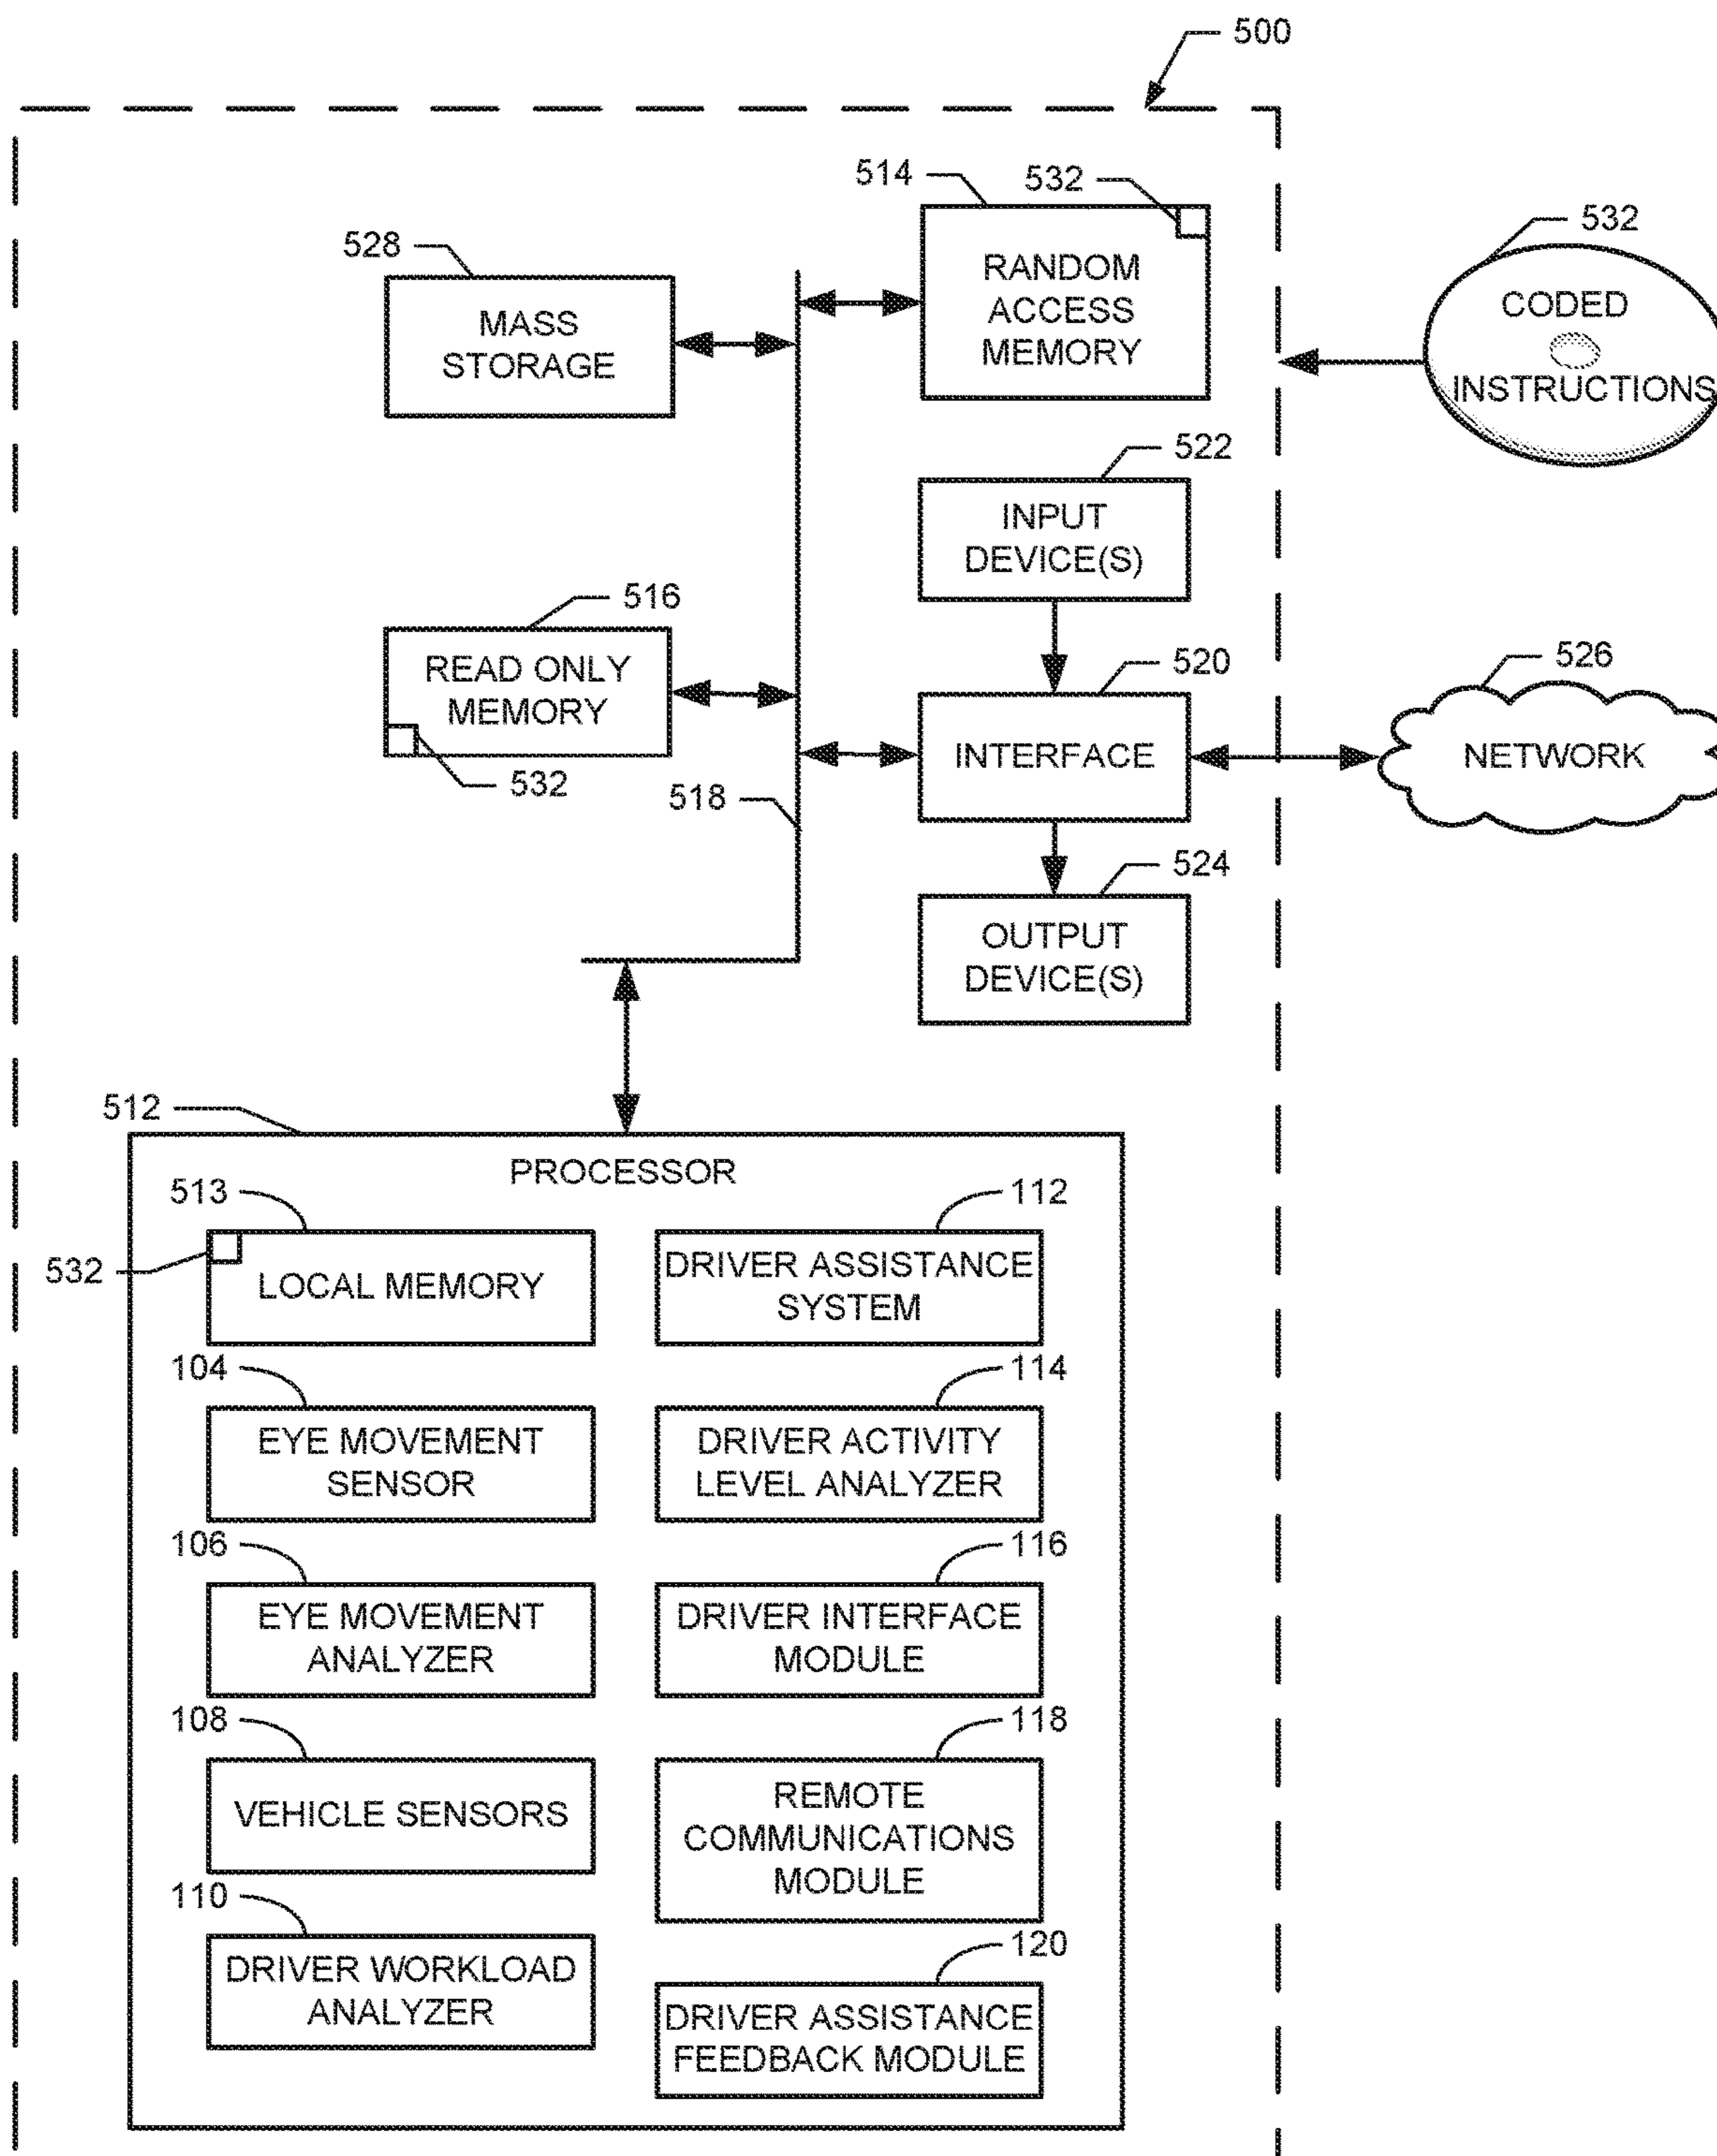 500
514
532
532
528
RANDOM
ACCESS
MEMORY
MASS
STORAGE
CODED
INSTRUCTIONS
522
INPUT
DEVICE(S)
516
READ ONLY
MEMORY
532
520
INTERFACE
526
NETWORK
518
524
OUTPUT
DEVICE(S)
512
PROCESSOR
513
532
LOCAL MEMORY
112
DRIVER ASSISTANCE
SYSTEM
104
EYE MOVEMENT
SENSOR
114
DRIVER ACTIVITY
LEVEL ANALYZER
106
EYE MOVEMENT
ANALYZER
116
DRIVER INTERFACE
MODULE
108
VEHICLE SENSORS
118
REMOTE
COMMUNICATIONS
MODULE
110
DRIVER WORKLOAD
ANALYZER
120
DRIVER ASSISTANCE
FEEDBACK MODULE